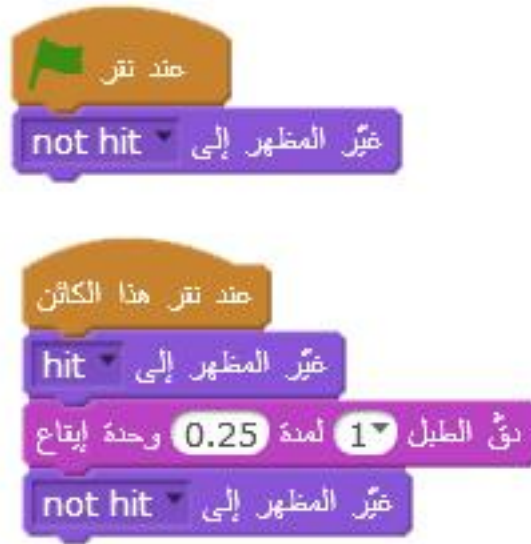 عند نقر
غيِّر المظهر إلى not hit
عند نقر هذا الكائن
غيِّر المظهر إلى hit
دقَّ الطبل 1 لمدة 0.25 وحدة إيقاع
غيِّر المظهر إلى not hit